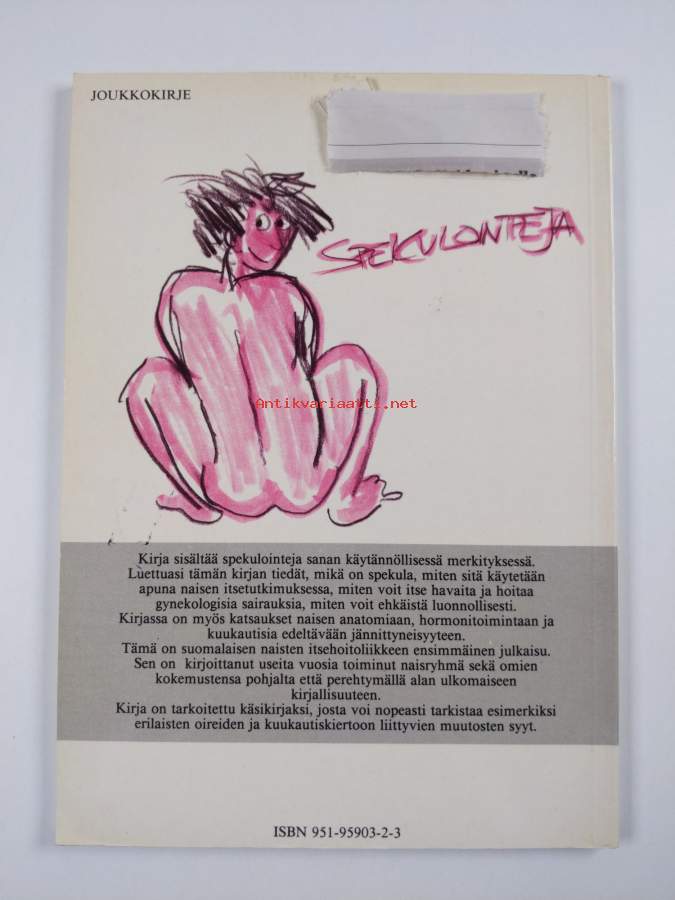 JOUKKOKIRJE
SPEKULOINTEJA
Antikvariaatti.net
Kirja sisältää spekulointeja sanan käytännöllisessä merkityksessä.
Luettuasi tämän kirjan tiedät, mikä on spekula, miten sitä käytetään
apuna naisen itsetutkimuksessa, miten voit itse havaita ja hoitaa
gynekologisia sairauksia, miten voit ehkäistä luonnollisesti.
Kirjassa on myös katsaukset naisen anatomiaan, hormonitoimintaan ja
kuukautisia edeltävään jännittyneisyyteen.
Tämä on suomalaisen naisten itsehoitoliikkeen ensimmäinen julkaisu.
Sen on kirjoittanut useita vuosia toiminut naisryhmä sekä omien
kokemustensa pohjalta että perehtymällä alan ulkomaiseen
kirjallisuuteen.
Kirja on tarkoitettu käsikirjaksi, josta voi nopeasti tarkistaa esimerkiksi
erilaisten oireiden ja kuukautiskiertoon liittyvien muutosten syyt.
ISBN 951-95903-2-3